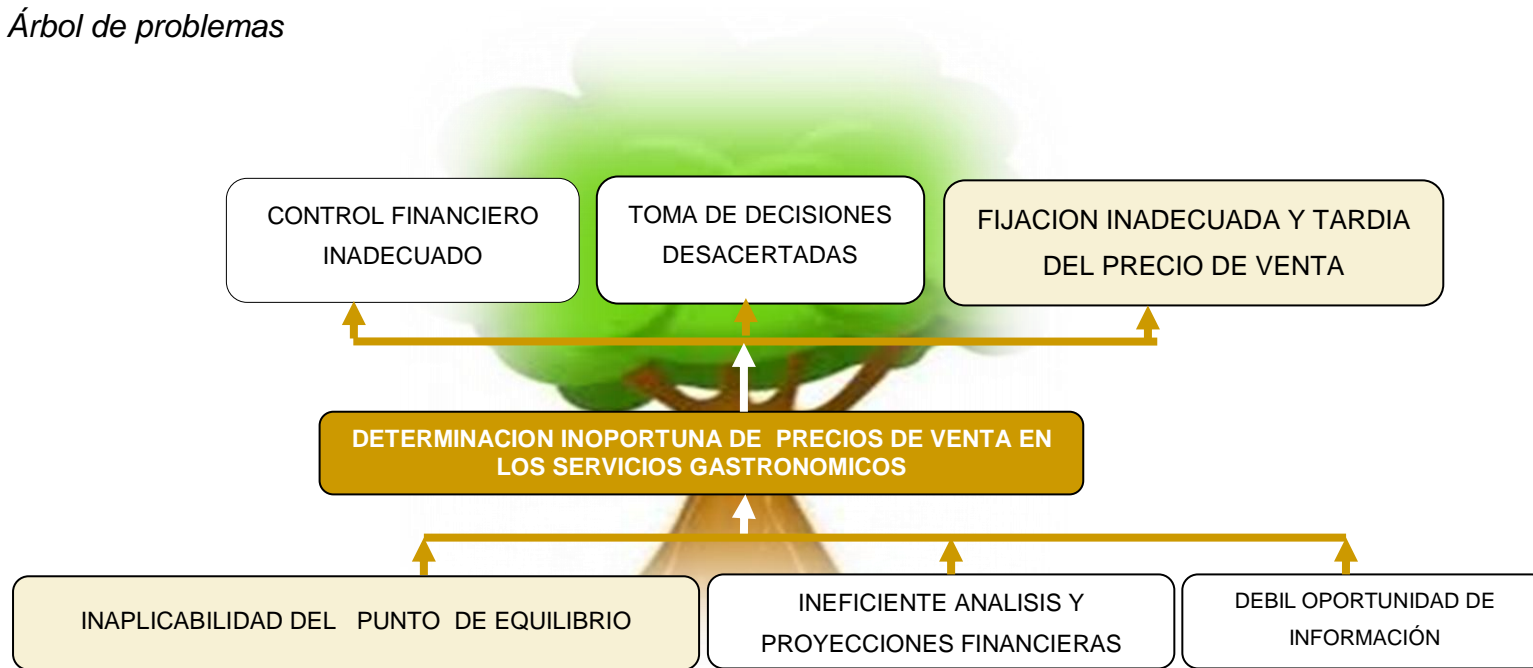 Árbol de problemas
CONTROL FINANCIERO
INADECUADO
TOMA DE DECISIONES
DESACERTADAS
FIJACION INADECUADA Y TARDIA
DEL PRECIO DE VENTA
DETERMINACION INOPORTUNA DE PRECIOS DE VENTA EN
LOS SERVICIOS GASTRONOMICOS
INAPLICABILIDAD DEL PUNTO DE EQUILIBRIO
INEFICIENTE ANALISIS Y
PROYECCIONES FINANCIERAS
DEBIL OPORTUNIDAD DE
INFORMACIÓN